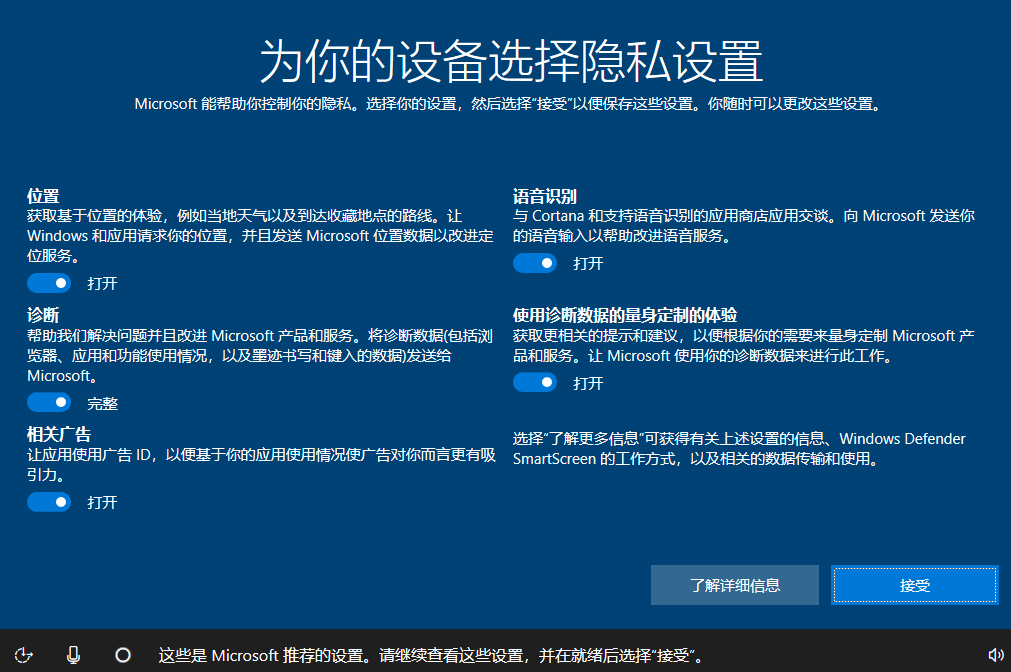 为你的设备选择隐私设置
Microsoft 能帮助你控制你的隐私。选择你的设置，然后选择“接受”以便保存这些设置。你随时可以更改这些设置。
位置
获取基于位置的体验，例如当地天气以及到达收藏地点的路线。让
Windows 和应用请求你的位置，并且发送 Microsoft 位置数据以改进定
位服务。
打开
诊断
帮助我们解决问题并且改进 Microsoft 产品和服务。将诊断数据(包括浏
览器、应用和功能使用情况，以及墨迹书写和键入的数据)发送给
Microsoft。
完整
相关广告
让应用使用广告 ID，以便基于你的应用使用情况使广告对你而言更有吸
引力。
打开
语音识别
与 Cortana 和支持语音识别的应用商店应用交谈。向 Microsoft 发送你
的语音输入以帮助改进语音服务。
打开
使用诊断数据的量身定制的体验
获取更相关的提示和建议，以便根据你的需要来量身定制 Microsoft 产
品和服务。让 Microsoft 使用你的诊断数据来进行此工作。
打开
选择“了解更多信息”可获得有关上述设置的信息、Windows Defender
SmartScreen 的工作方式，以及相关的数据传输和使用。
了解详细信息
接受
这些是 Microsoft 推荐的设置。请继续查看这些设置，并在就绪后选择“接受”。